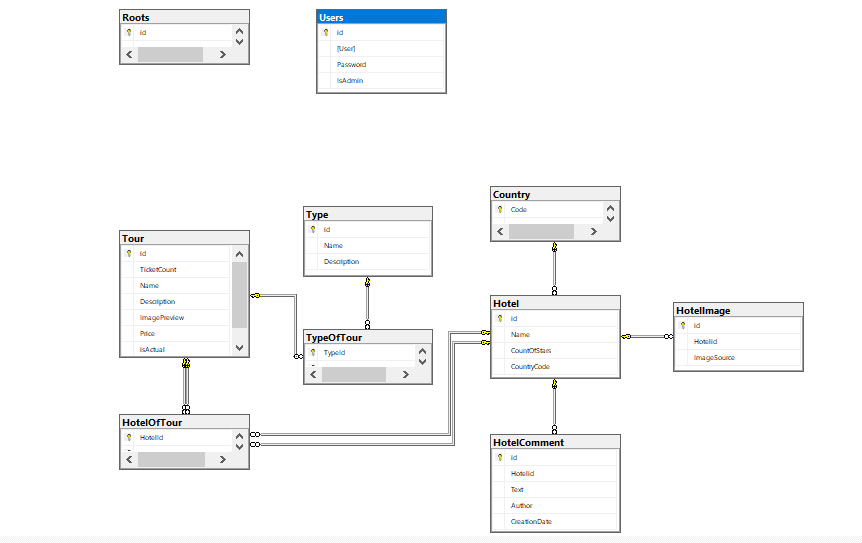 Roots
id
Users
id
[User]
Password
IsAdmin
Country
Code
Type
id
Name
Description
Tour
id
TicketCount
Name
Description
ImagePreview
Price
isActual
Hotel
id
Name
CountOfStars
CountryCode
HotelImage
id
Hotelid
ImageSource
TypeOfTour
TypeId
HotelOfTour
HotelId
HotelComment
id
Hotelid
Text
Author
CreationDate